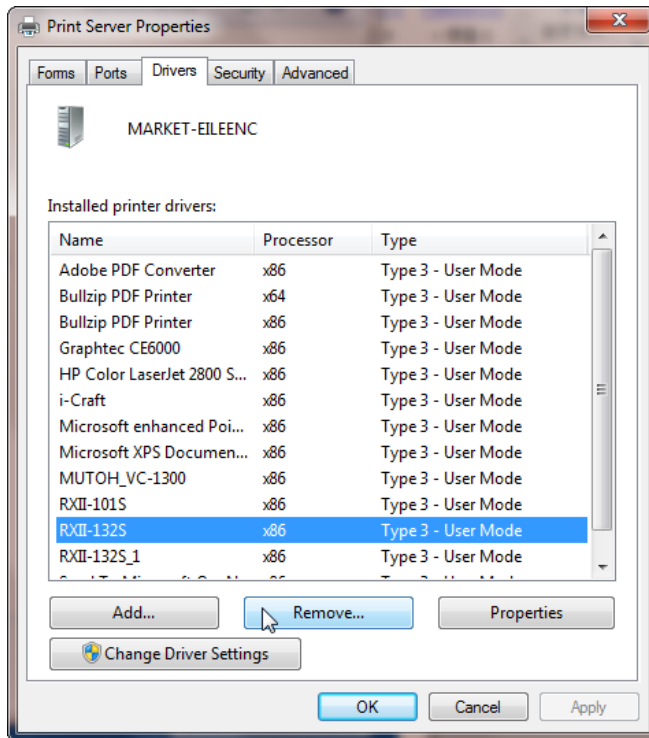 Print Server Properties
Forms Ports Drivers Security Advanced
MARKET-EILEENC
Installed printer drivers:
Name Processor Type
Adobe PDF Converter x86 Type 3 - User Mode
Bullzip PDF Printer x64 Type 3 - User Mode
Bullzip PDF Printer x86 Type 3 - User Mode
Graphtec CE6000 x86 Type 3 - User Mode
HP Color LaserJet 2800 S... x86 Type 3 - User Mode
i-Craft x86 Type 3 - User Mode
Microsoft enhanced Poi... x86 Type 3 - User Mode
Microsoft XPS Documen... x86 Type 3 - User Mode
MUTOH_VC-1300 x86 Type 3 - User Mode
RXII-101S x86 Type 3 - User Mode
RXII-132S x86 Type 3 - User Mode
RXII-132S_1 x86 Type 3 - User Mode
Add... Remove... Properties
Change Driver Settings
OK Cancel Apply